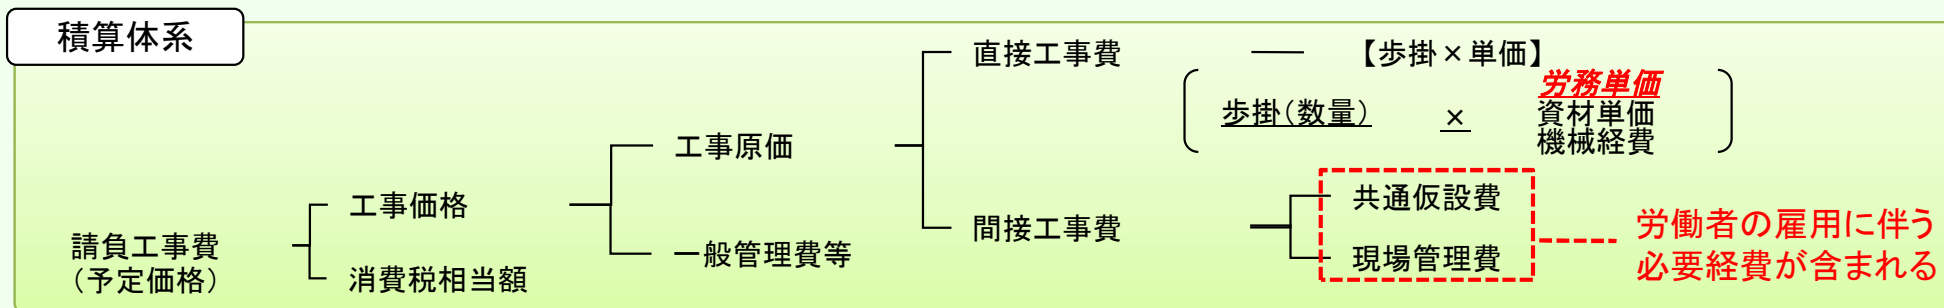 積算体系
直接工事費
【歩掛×単価】
歩掛(数量)
×
労務単価
資材単価
機械経費
工事原価
工事価格
共通仮設費
間接工事費
現場管理費
労働者の雇用に伴う
必要経費が含まれる
請負工事費
(予定価格)
一般管理費等
消費税相当額